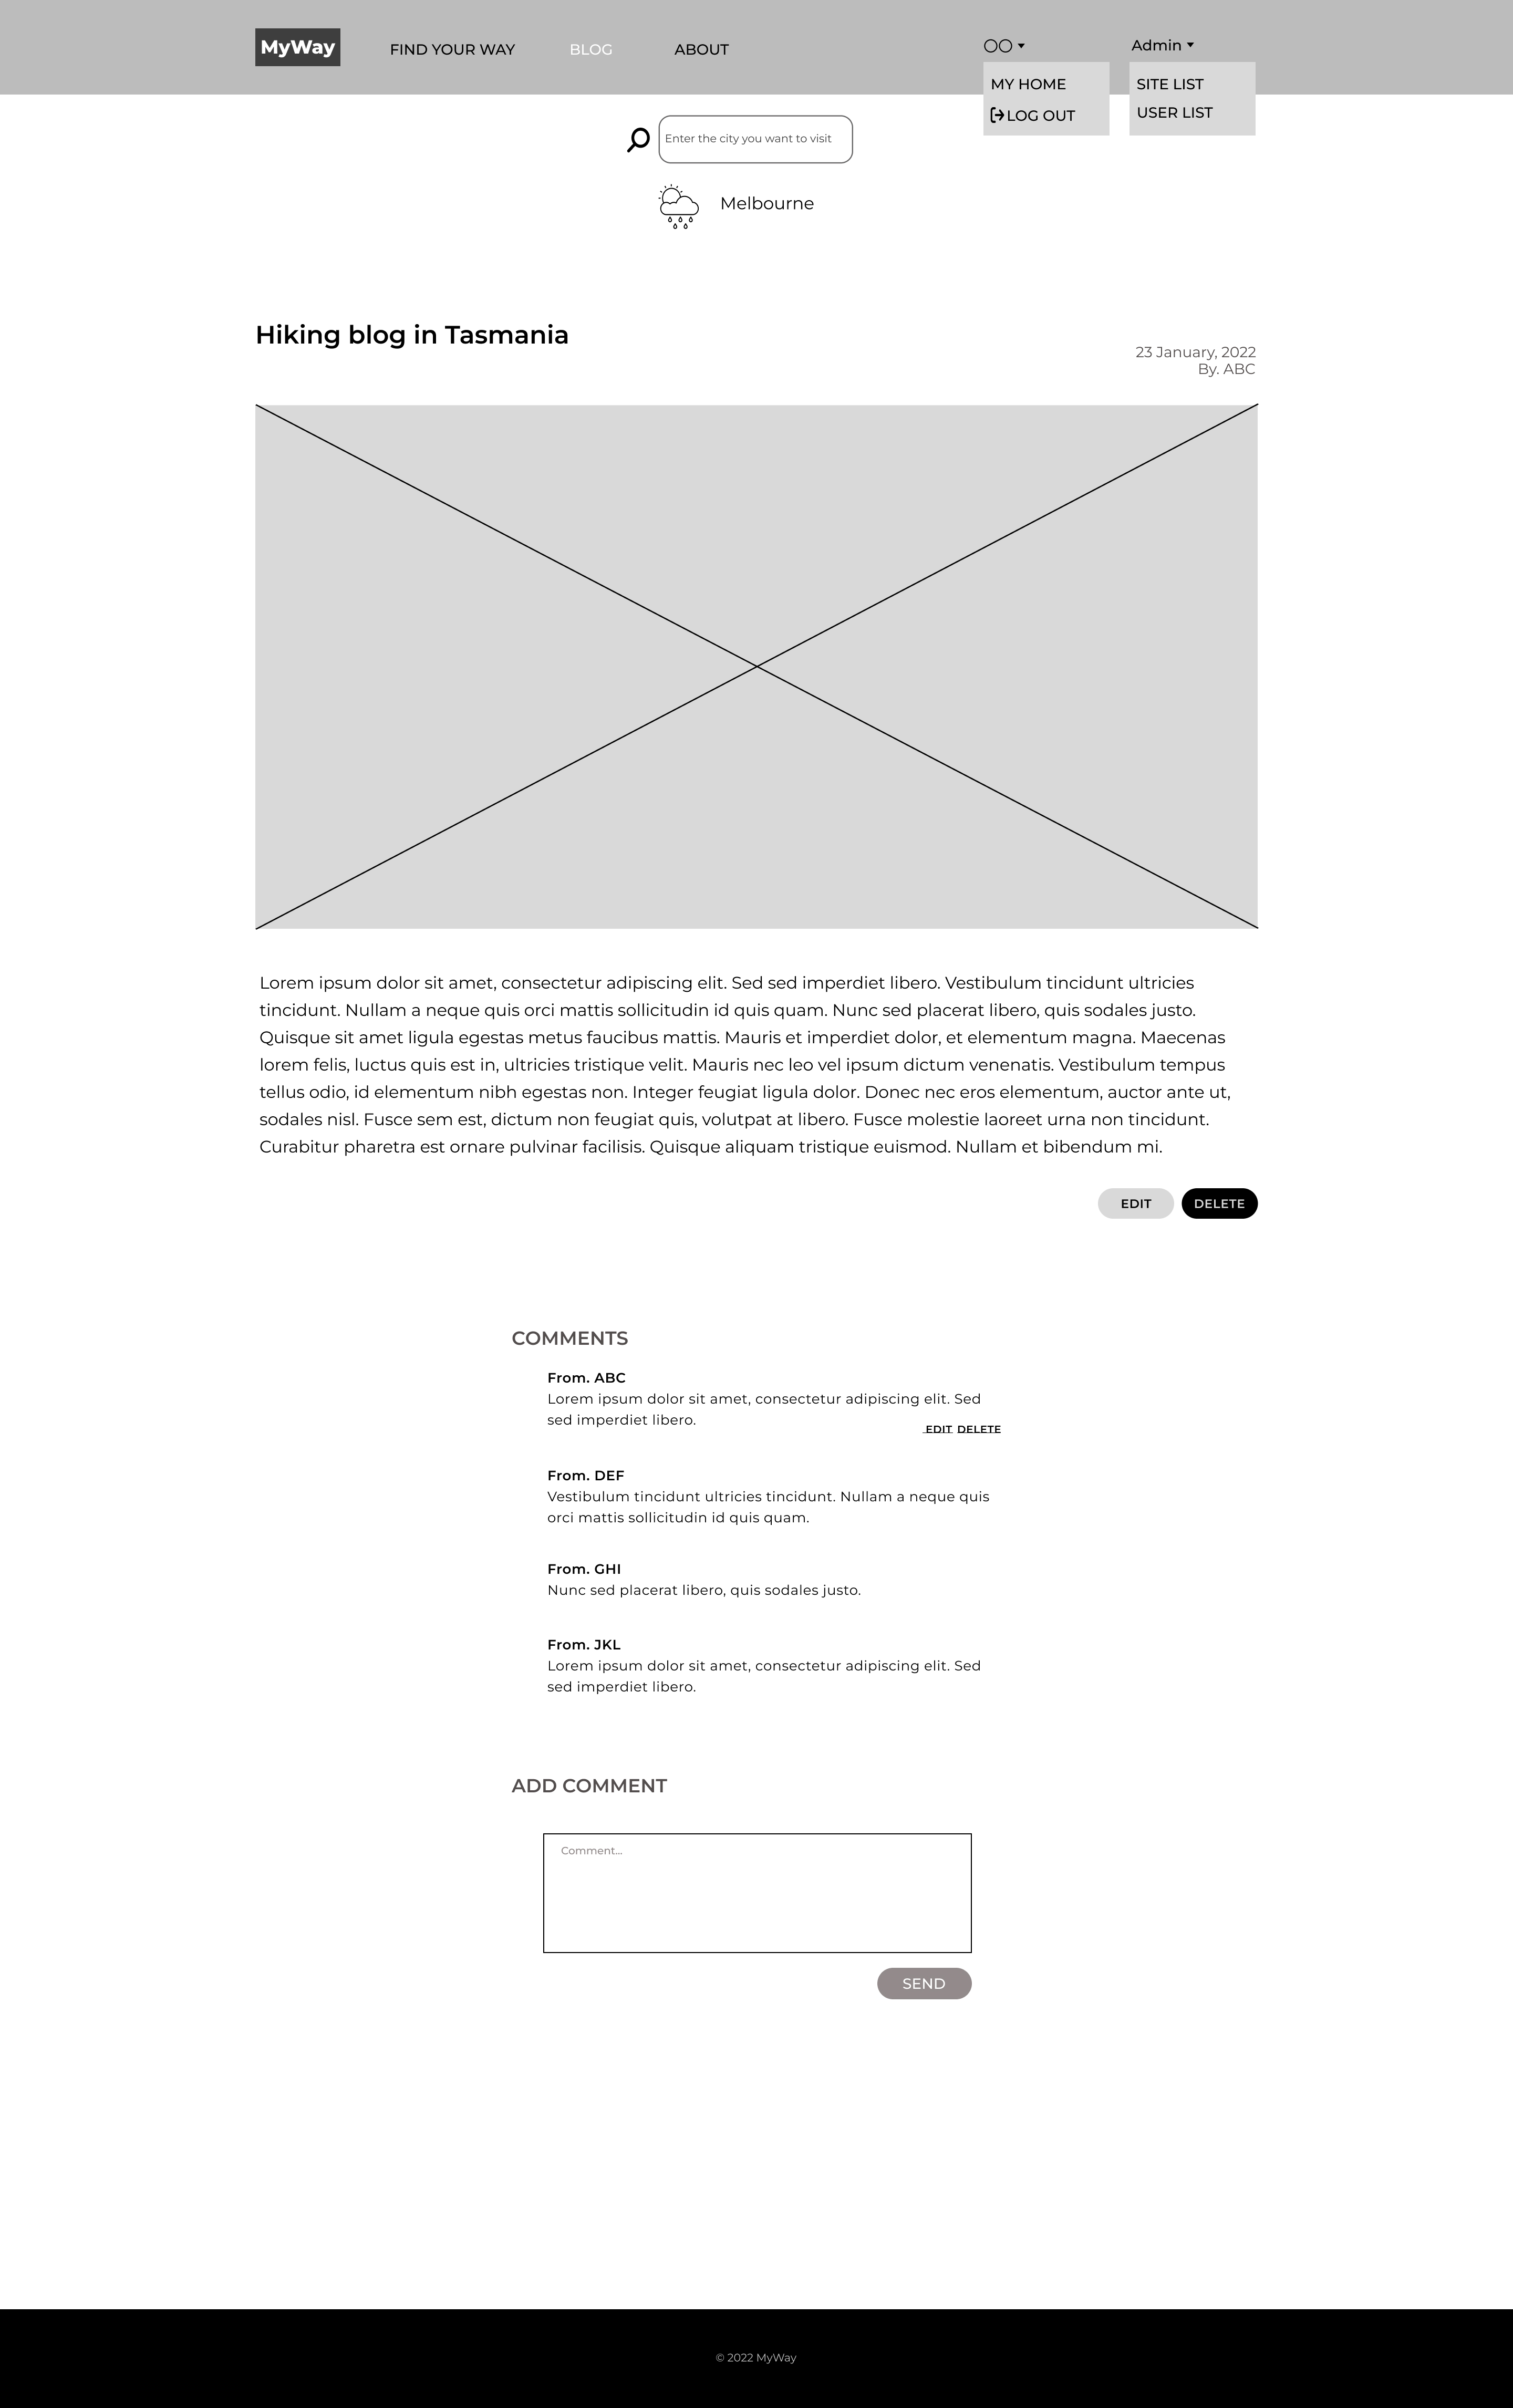 MyWay
FIND YOUR WAY
BLOG
ABOUT
Admin
MY HOME
LOG OUT
SITE LIST
USER LIST
Enter the city you want to visit
Melbourne
Hiking blog in Tasmania
23 January, 2022
By. ABC
Lorem ipsum dolor sit amet, consectetur adipiscing elit. Sed sed imperdiet libero. Vestibulum tincidunt ultricies
tincidunt. Nullam a neque quis orci mattis sollicitudin id quis quam. Nunc sed placerat libero, quis sodales justo.
Quisque sit amet ligula egestas metus faucibus mattis. Mauris et imperdiet dolor, et elementum magna. Maecenas
lorem felis, luctus quis est in, ultricies tristique velit. Mauris nec leo vel ipsum dictum venenatis. Vestibulum tempus
tellus odio, id elementum nibh egestas non. Integer feugiat ligula dolor. Donec nec eros elementum, auctor ante ut,
sodales nisl. Fusce sem est, dictum non feugiat quis, volutpat at libero. Fusce molestie laoreet urna non tincidunt.
Curabitur pharetra est ornare pulvinar facilisis. Quisque aliquam tristique euismod. Nullam et bibendum mi.
EDIT
DELETE
COMMENTS
From. ABC
Lorem ipsum dolor sit amet, consectetur adipiscing elit. Sed
sed imperdiet libero.
EDIT DELETE
From. DEF
Vestibulum tincidunt ultricies tincidunt. Nullam a neque quis
orci mattis sollicitudin id quis quam.
From. GHI
Nunc sed placerat libero, quis sodales justo.
From. JKL
Lorem ipsum dolor sit amet, consectetur adipiscing elit. Sed
sed imperdiet libero.
ADD COMMENT
Comment...
SEND
© 2022 MyWay